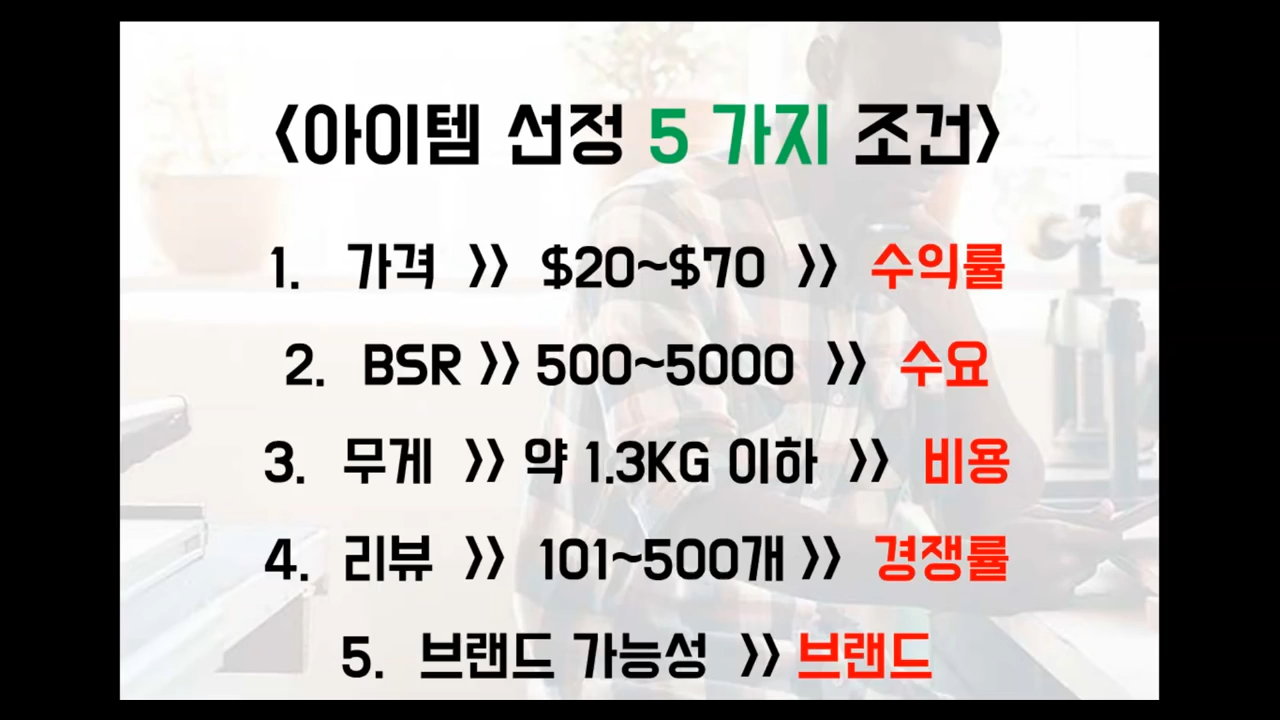 <아이템 선정 5 가지 조건>
1. 가격 >> $20~$70 >> 수익률
2. BSR >> 500~5000 >> 수요
3. 무게 >> 약 1.3KG 이하 >> 비용
4. 리뷰 >> 101~500개 >> 경쟁률
5. 브랜드 가능성 >> 브랜드